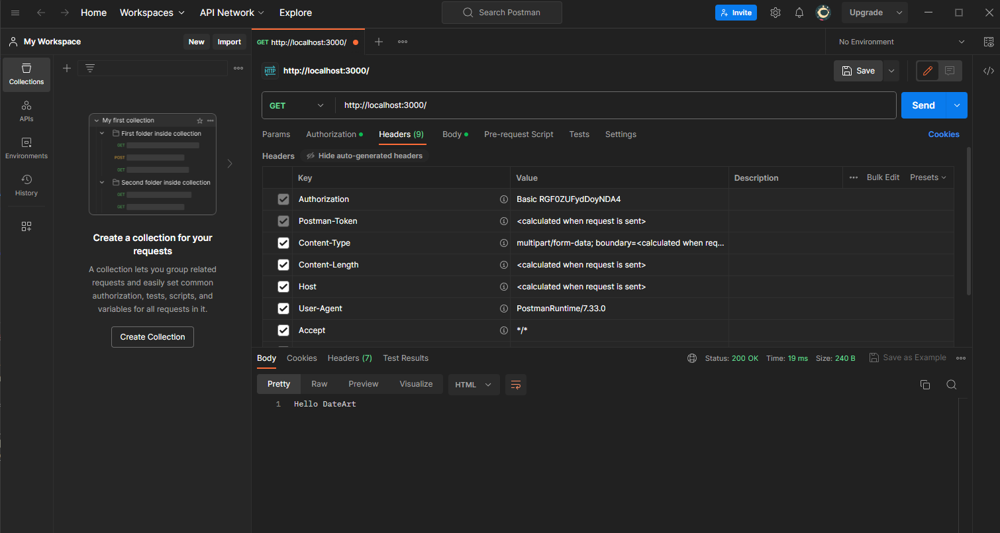 Home Workspaces API Network Explore Search Postman Invite Upgrade
My Workspace New Import GET http://localhost:3000/ No Environment
HTTP http://localhost:3000/ Save
GET http://localhost:3000/ Send
Params Authorization Headers (9) Body Pre-request Script Tests Settings Cookies
Headers Hide auto-generated headers
Key Value Description Bulk Edit Presets
Authorization Basic RGF0ZUFydDoyNDA4
Postman-Token <calculated when request is sent>
Content-Type multipart/form-data; boundary=<calculated when req...
Content-Length <calculated when request is sent>
Host <calculated when request is sent>
User-Agent PostmanRuntime/7.33.0
Accept */*
Collections
APIs
Environments
History
My first collection
First folder inside collection
GET
POST
GET
Second folder inside collection
GET
GET
Create a collection for your
requests
A collection lets you group related
requests and easily set common
authorization, tests, scripts, and
variables for all requests in it.
Create Collection
Body Cookies Headers (7) Test Results Status: 200 OK Time: 19 ms Size: 240 B Save as Example
Pretty Raw Preview Visualize HTML
1 Hello DateArt